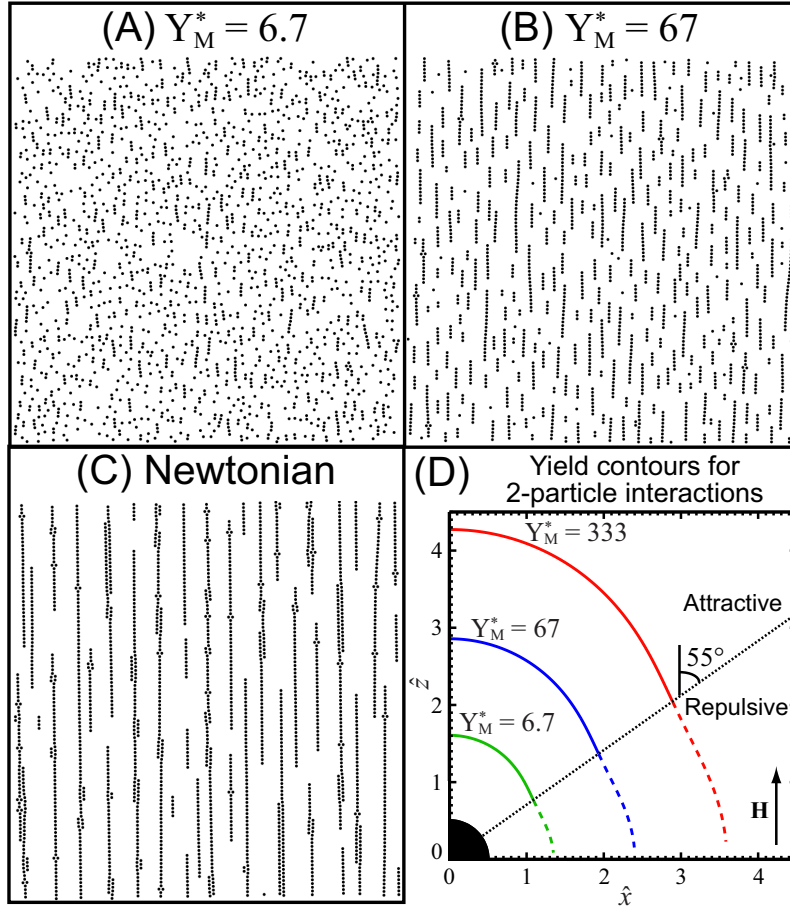 (A) Y*M = 6.7
(B) Y*M = 67
(C) Newtonian
(D) Yield contours for
2-particle interactions
Y*M = 333
Attractive
Y*M = 67
55°
Repulsive
Y*M = 6.7
H
ẑ
4
3
2
1
0
0 1 2 3 4
x̂